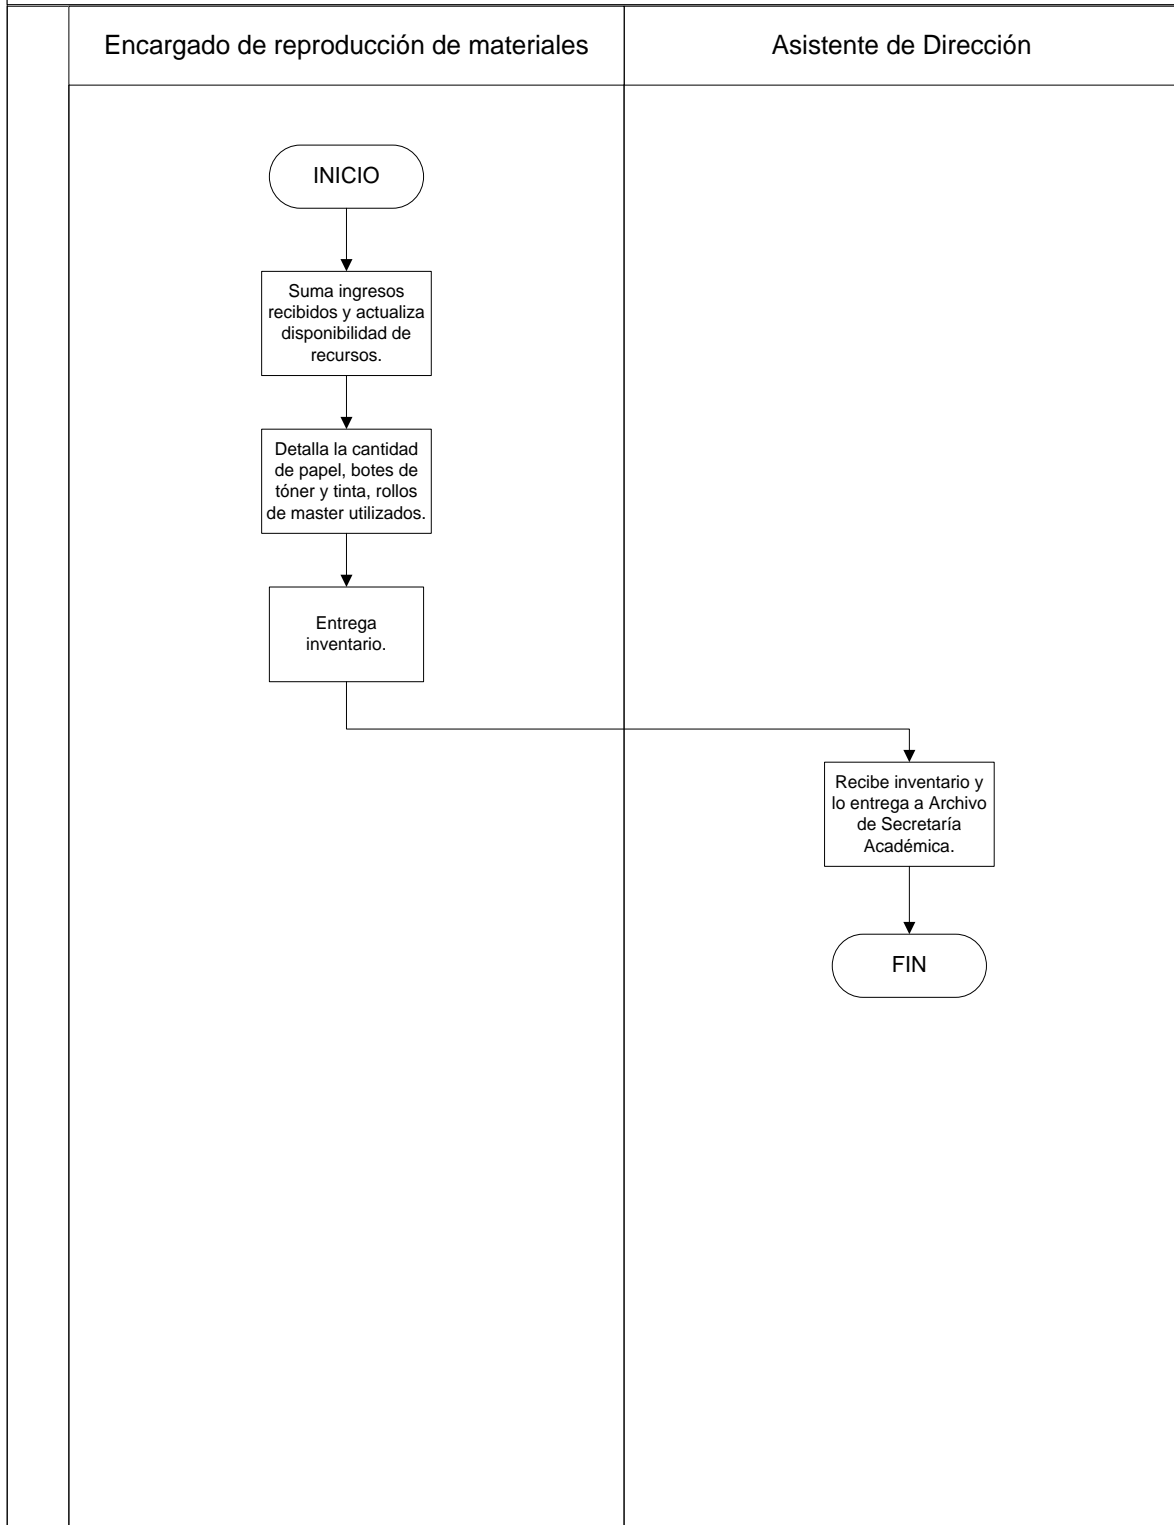 Encargado de reproducción de materiales
Asistente de Dirección
INICIO
Suma ingresos
recibidos y actualiza
disponibilidad de
recursos.
Detalla la cantidad
de papel, botes de
tóner y tinta, rollos
de master utilizados.
Entrega
inventario.
Recibe inventario y
lo entrega a Archivo
de Secretaría
Académica.
FIN